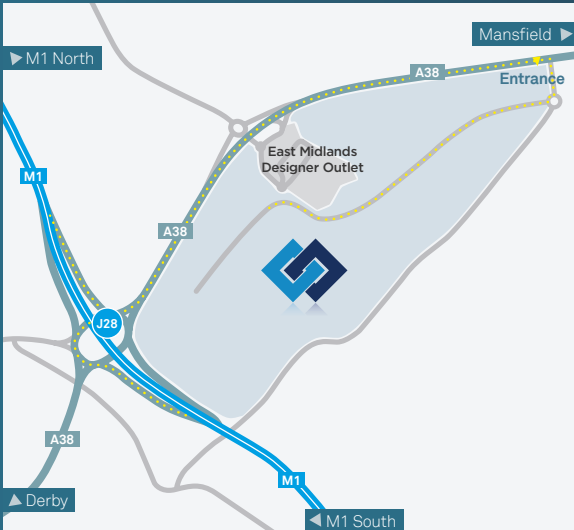 Mansfield
M1 North
A38
Entrance
East Midlands
Designer Outlet
M1
A38
J28
A38
M1
Derby
M1 South